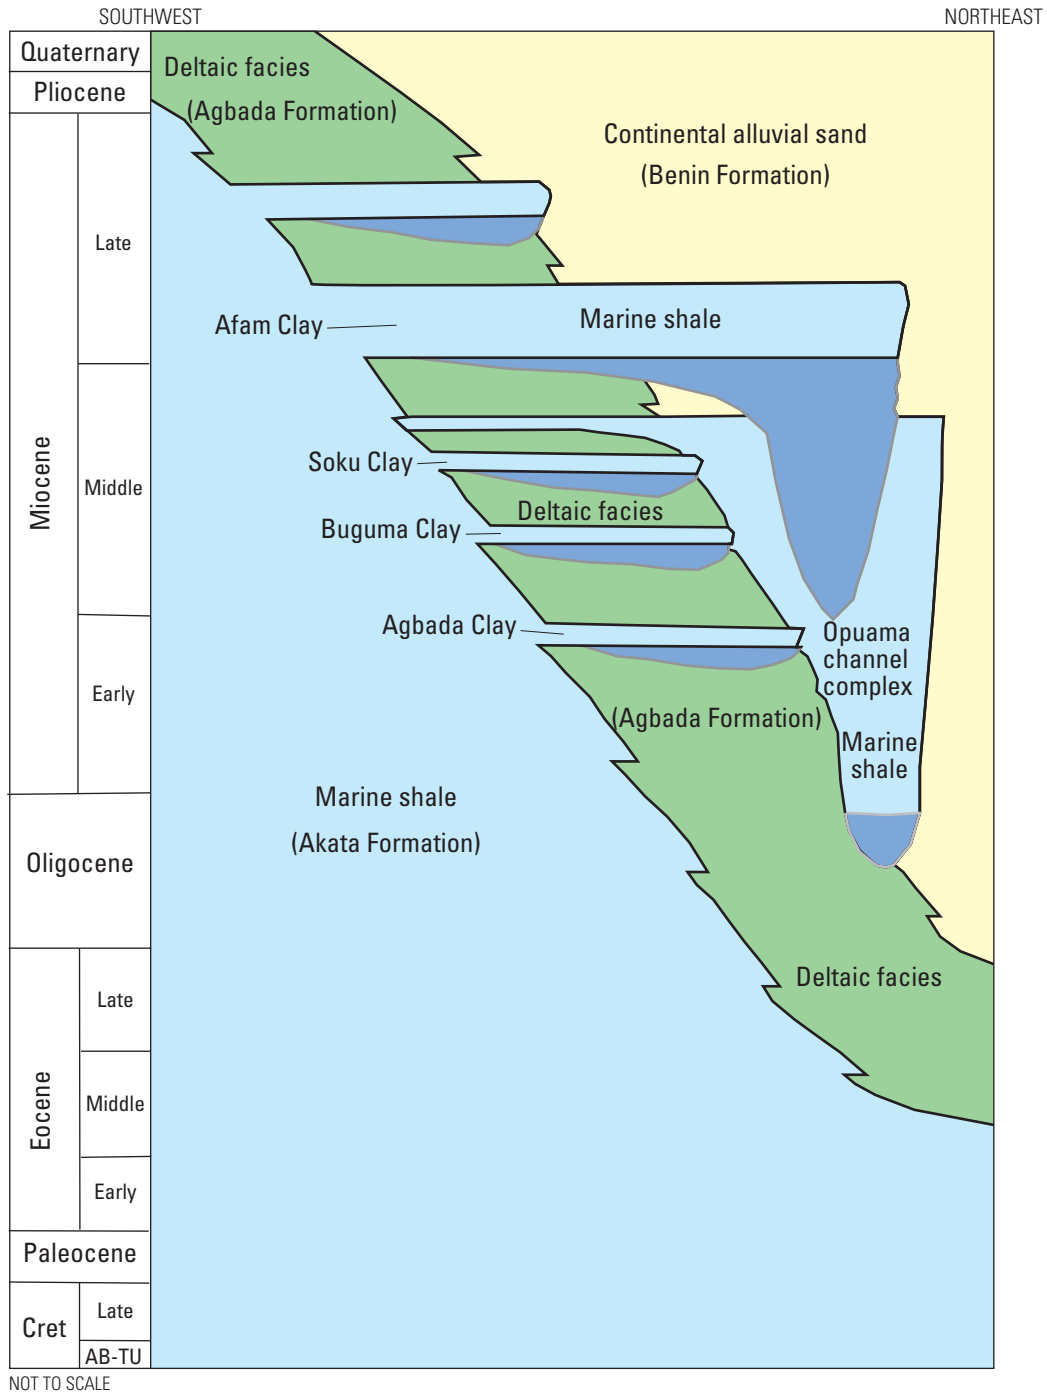 SOUTHWEST
NORTHEAST
Quaternary
Pliocene
Miocene
Late
Middle
Early
Oligocene
Eocene
Late
Middle
Early
Paleocene
Cret
Late
AB-TU
Deltaic facies
(Agbada Formation)
Continental alluvial sand
(Benin Formation)
Afam Clay
Marine shale
Soku Clay
Deltaic facies
Buguma Clay
Agbada Clay
Opuama
channel
complex
(Agbada Formation)
Marine
shale
Marine shale
(Akata Formation)
Deltaic facies
NOT TO SCALE